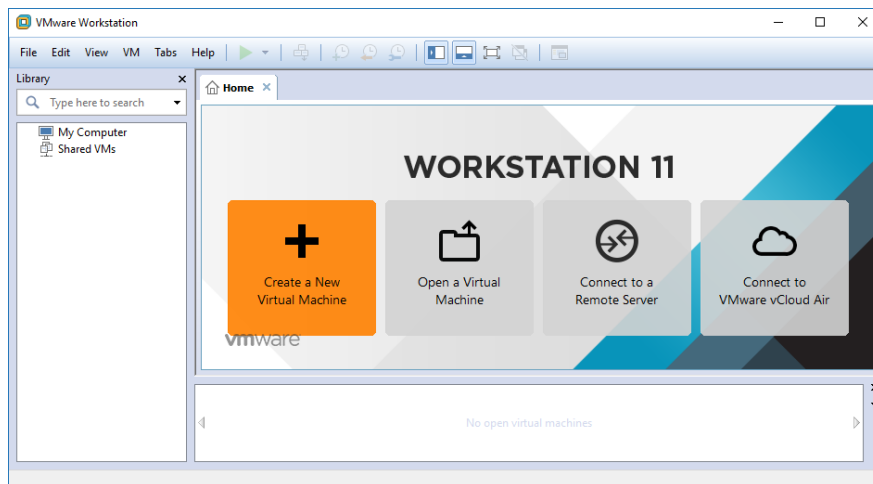 VMware Workstation
File Edit View VM Tabs Help
Library
Type here to search
My Computer
Shared VMs
Home
WORKSTATION 11
Create a New
Virtual Machine
Open a Virtual
Machine
Connect to a
Remote Server
Connect to
VMware vCloud Air
vmware
No open virtual machines